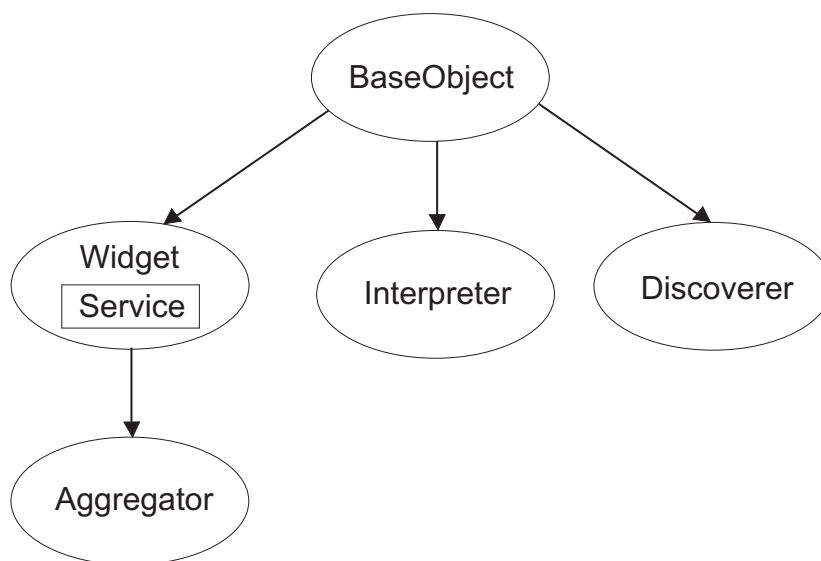 BaseObject
Widget
Service
Interpreter
Discoverer
Aggregator